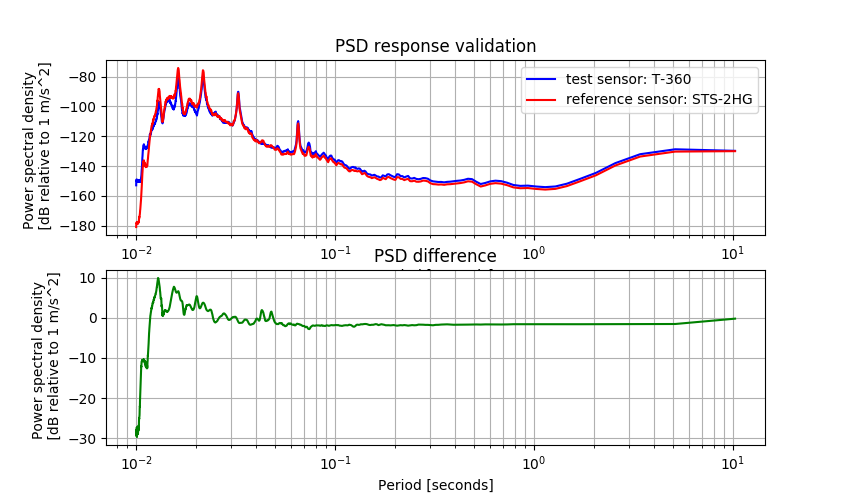 PSD response validation
Power spectral density
[dB relative to 1 m/s^2]
−80
−100
−120
−140
−160
−180
test sensor: T-360
reference sensor: STS-2HG
10⁻²
10⁻¹
10⁰
10¹
PSD difference
Power spectral density
[dB relative to 1 m/s^2]
10
0
−10
−20
−30
10⁻²
10⁻¹
10⁰
10¹
Period [seconds]